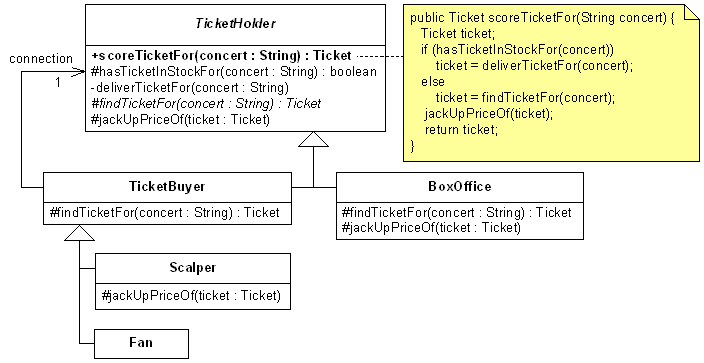 TicketHolder
+scoreTicketFor(concert : String) : Ticket
#hasTicketInStockFor(concert : String) : boolean
-deliverTicketFor(concert : String)
#findTicketFor(concert : String) : Ticket
#jackUpPriceOf(ticket : Ticket)
public Ticket scoreTicketFor(String concert) {
Ticket ticket;
if (hasTicketInStockFor(concert))
ticket = deliverTicketFor(concert);
else
ticket = findTicketFor(concert);
jackUpPriceOf(ticket);
return ticket;
}
connection
1
TicketBuyer
#findTicketFor(concert : String) : Ticket
BoxOffice
#findTicketFor(concert : String) : Ticket
#jackUpPriceOf(ticket : Ticket)
Scalper
#jackUpPriceOf(ticket : Ticket)
Fan